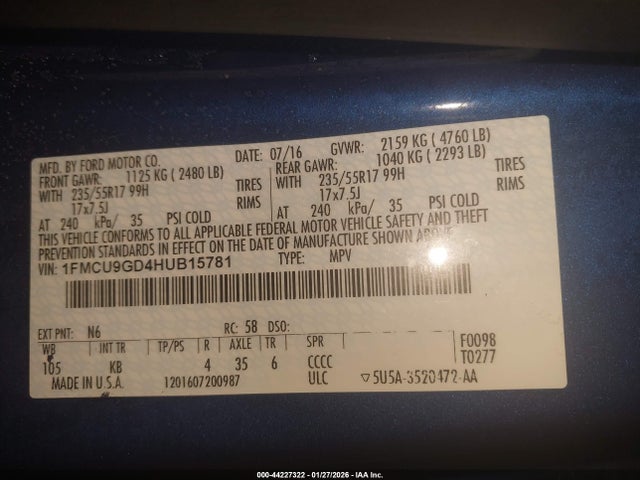 MFD. BY FORD MOTOR CO. DATE: 07/16 GVWR: 2159 KG ( 4760 LB)
FRONT GAWR: 1125 KG ( 2480 LB) REAR GAWR: 1040 KG ( 2293 LB)
WITH 235/55R17 99H TIRES WITH 235/55R17 99H TIRES
17x7.5J RIMS 17x7.5J RIMS
AT 240 kPa/ 35 PSI COLD AT 240 kPa/ 35 PSI COLD
THIS VEHICLE CONFORMS TO ALL APPLICABLE FEDERAL MOTOR VEHICLE SAFETY AND THEFT
PREVENTION STANDARDS IN EFFECT ON THE DATE OF MANUFACTURE SHOWN ABOVE.
VIN: 1FMCU9GD4HUB15781 TYPE: MPV
EXT PNT: N6 RC: 58 DSO:
WB INT TR TP/PS R AXLE TR SPR F0098
105 KB 4 35 6 CCCC T0277
MADE IN U.S.A. 1201607200987 ULC ▽5U5A-3520472-AA
000-44227322 - 01/27/2026 - IAA Inc.